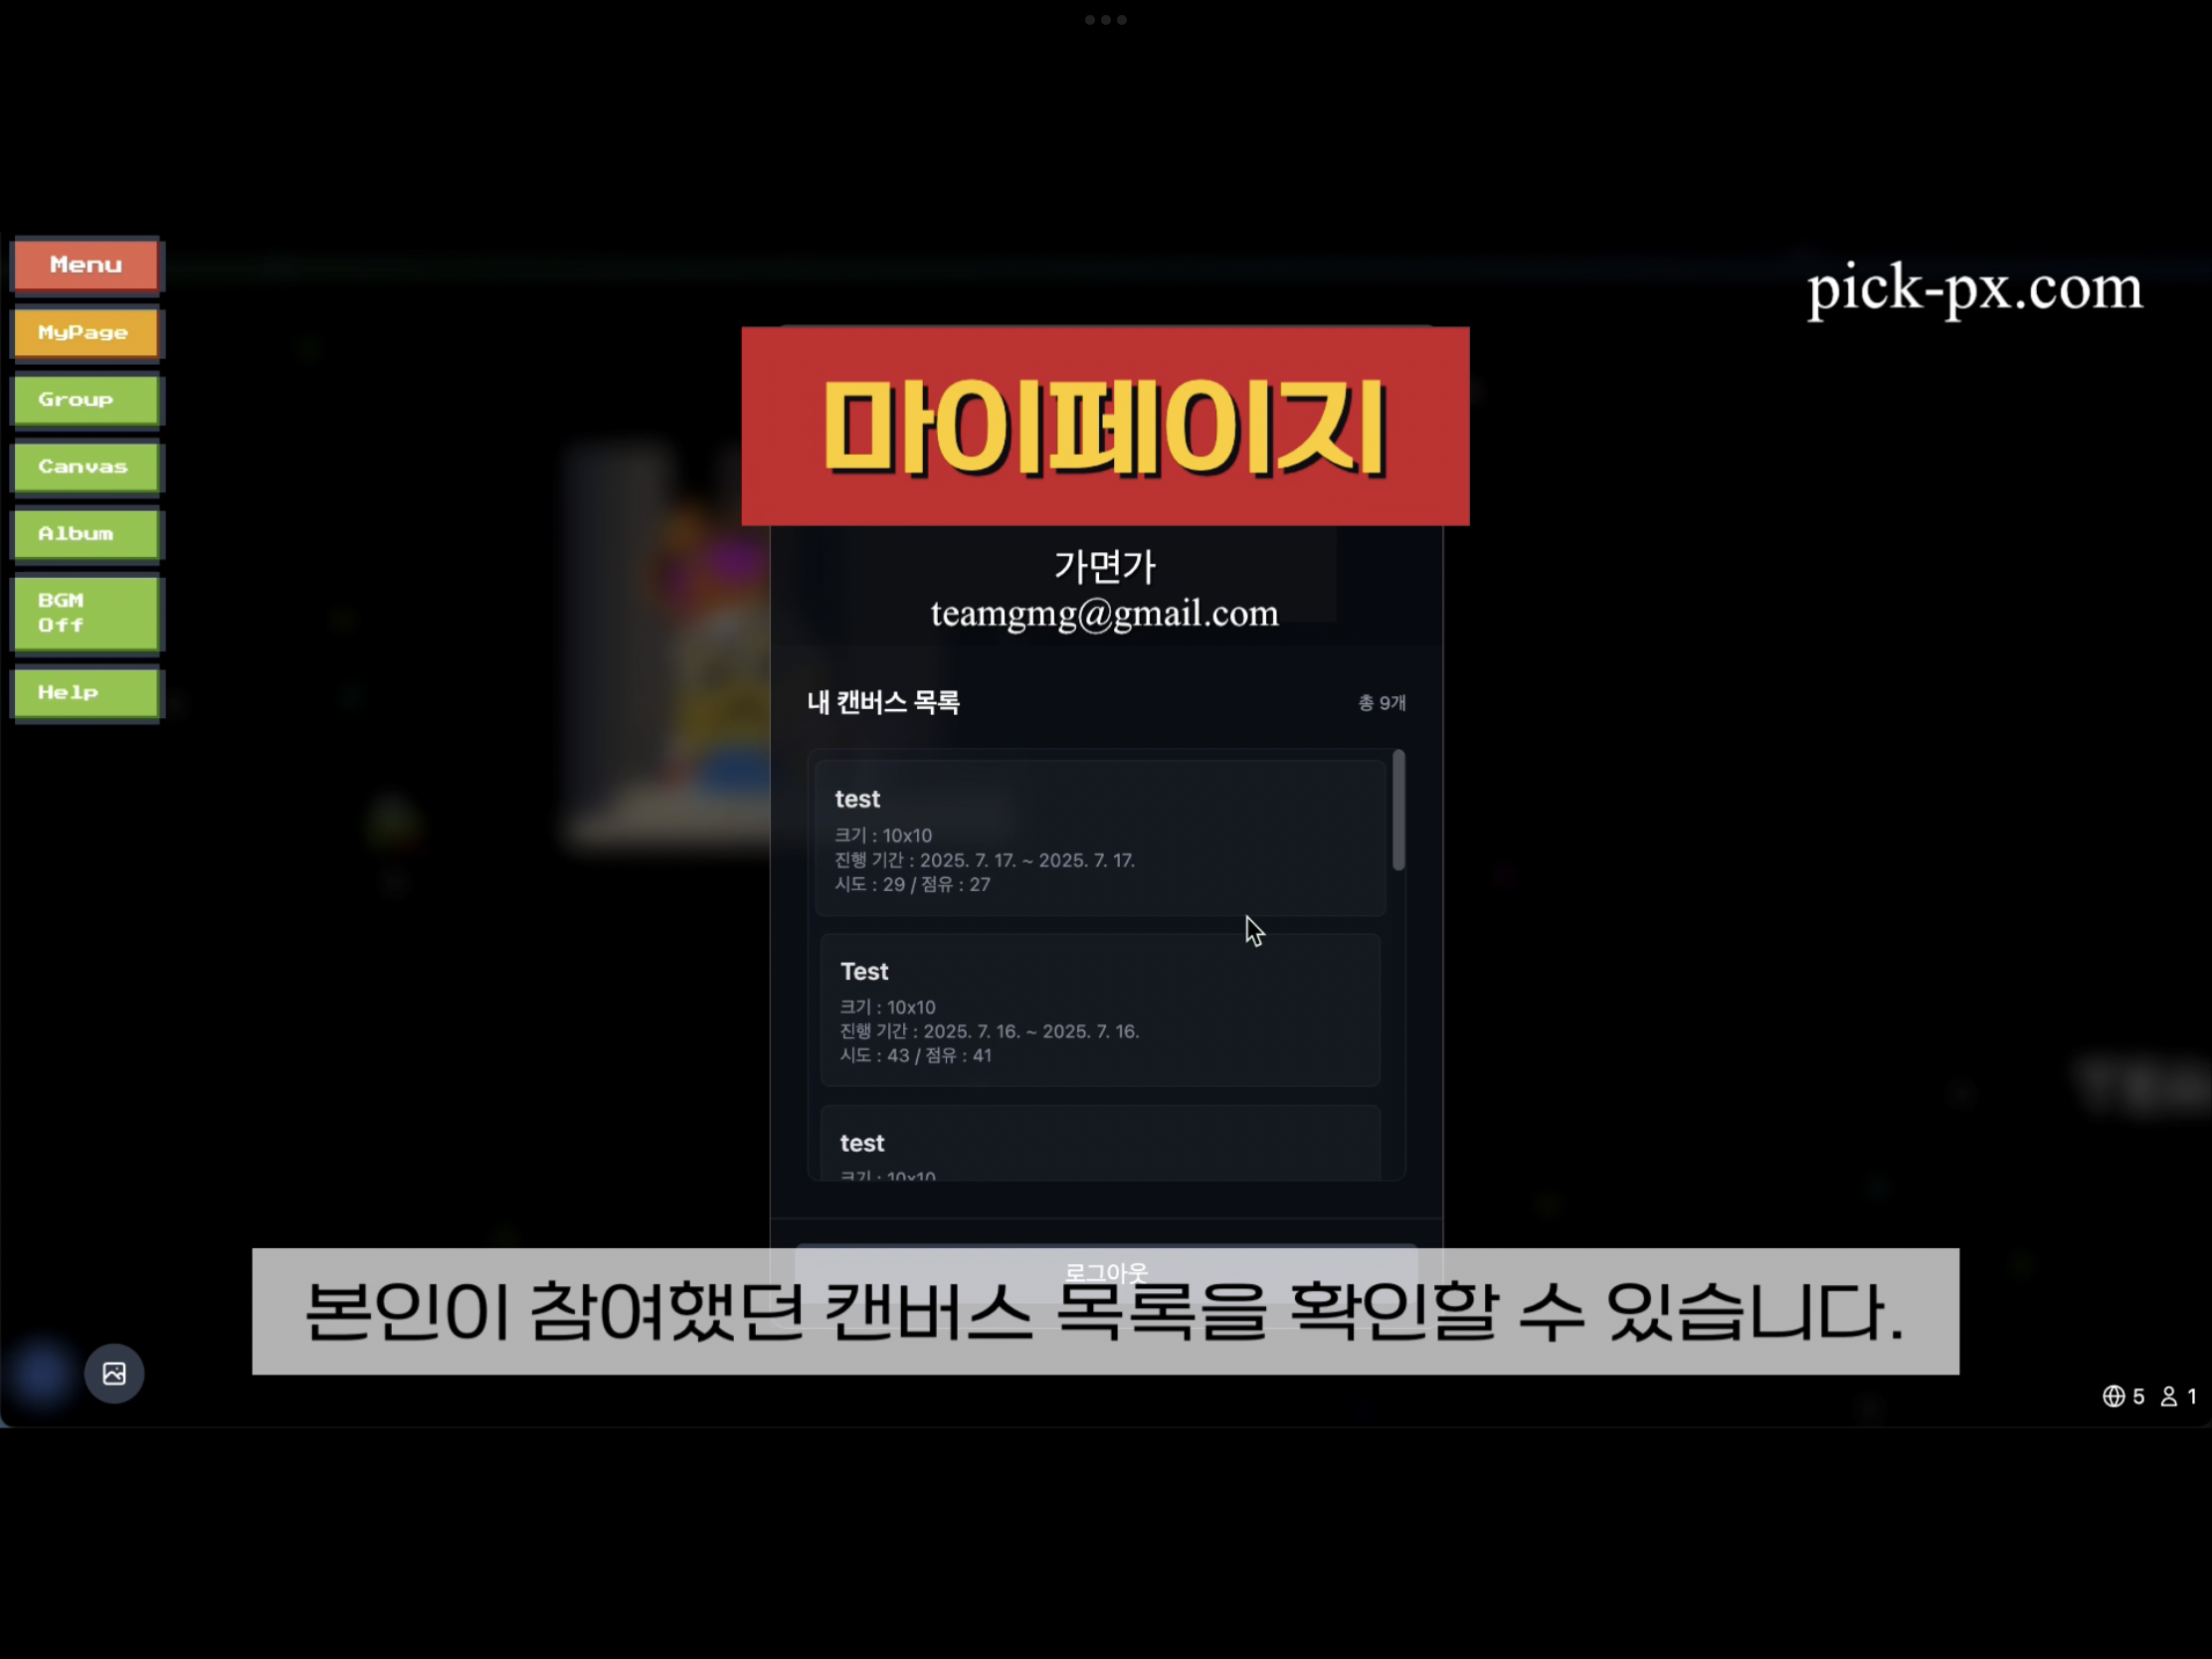 Menu
MyPage
Group
Canvas
Album
BGM
Off
Help
pick-px.com
마이페이지
가면가
teamgmg@gmail.com
내 캔버스 목록
총 9개
test
크기 : 10x10
진행 기간 : 2025. 7. 17. ~ 2025. 7. 17.
시도 : 29 / 점유 : 27
Test
크기 : 10x10
진행 기간 : 2025. 7. 16. ~ 2025. 7. 16.
시도 : 43 / 점유 : 41
test
크기 : 10x10
로그아웃
본인이 참여했던 캔버스 목록을 확인할 수 있습니다.
5 1